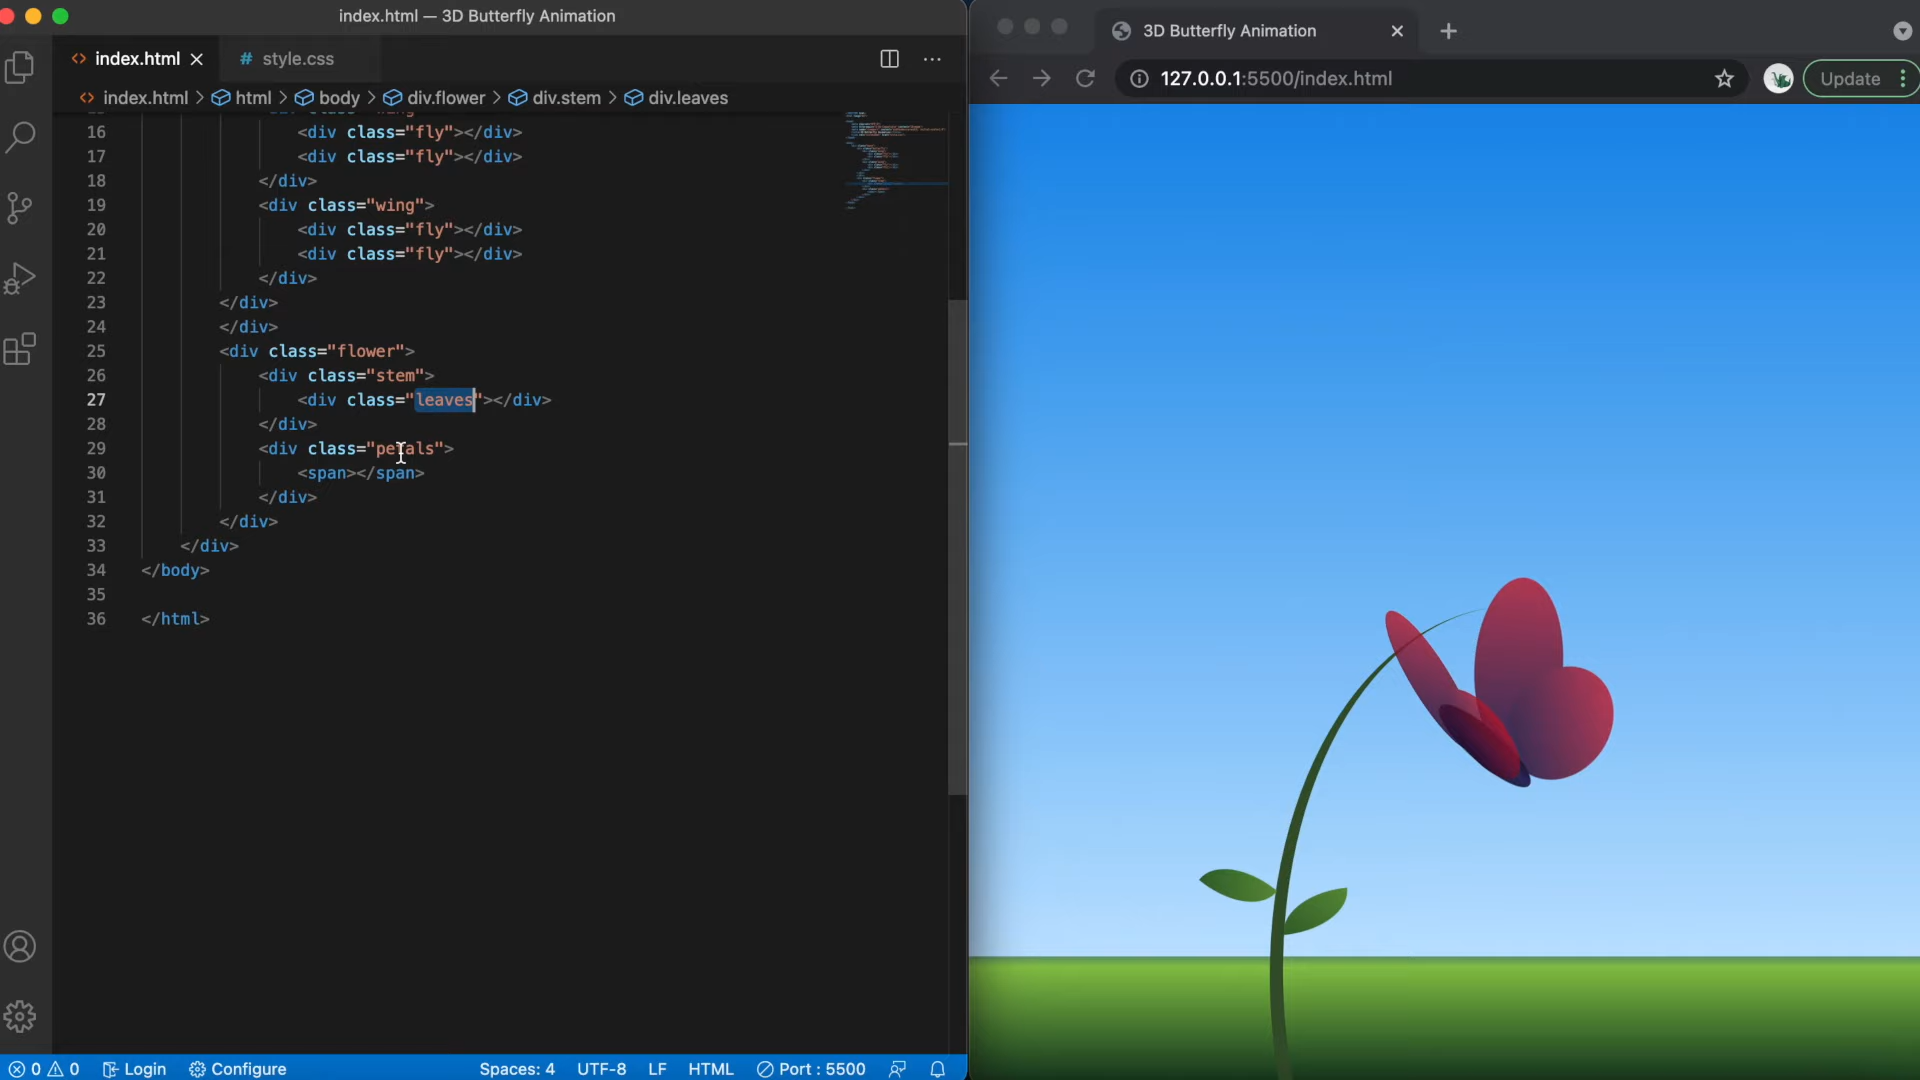 index.html — 3D Butterfly Animation
index.html
# style.css
index.html > html > body > div.flower > div.stem > div.leaves
16 <div class="fly"></div>
17 <div class="fly"></div>
18 </div>
19 <div class="wing">
20 <div class="fly"></div>
21 <div class="fly"></div>
22 </div>
23 </div>
24 </div>
25 <div class="flower">
26 <div class="stem">
27 <div class="leaves"></div>
28 </div>
29 <div class="petals">
30 <span></span>
31 </div>
32 </div>
33 </div>
34 </body>
35
36 </html>
0 0 Login Configure Spaces: 4 UTF-8 LF HTML Port : 5500
3D Butterfly Animation
127.0.0.1:5500/index.html
Update